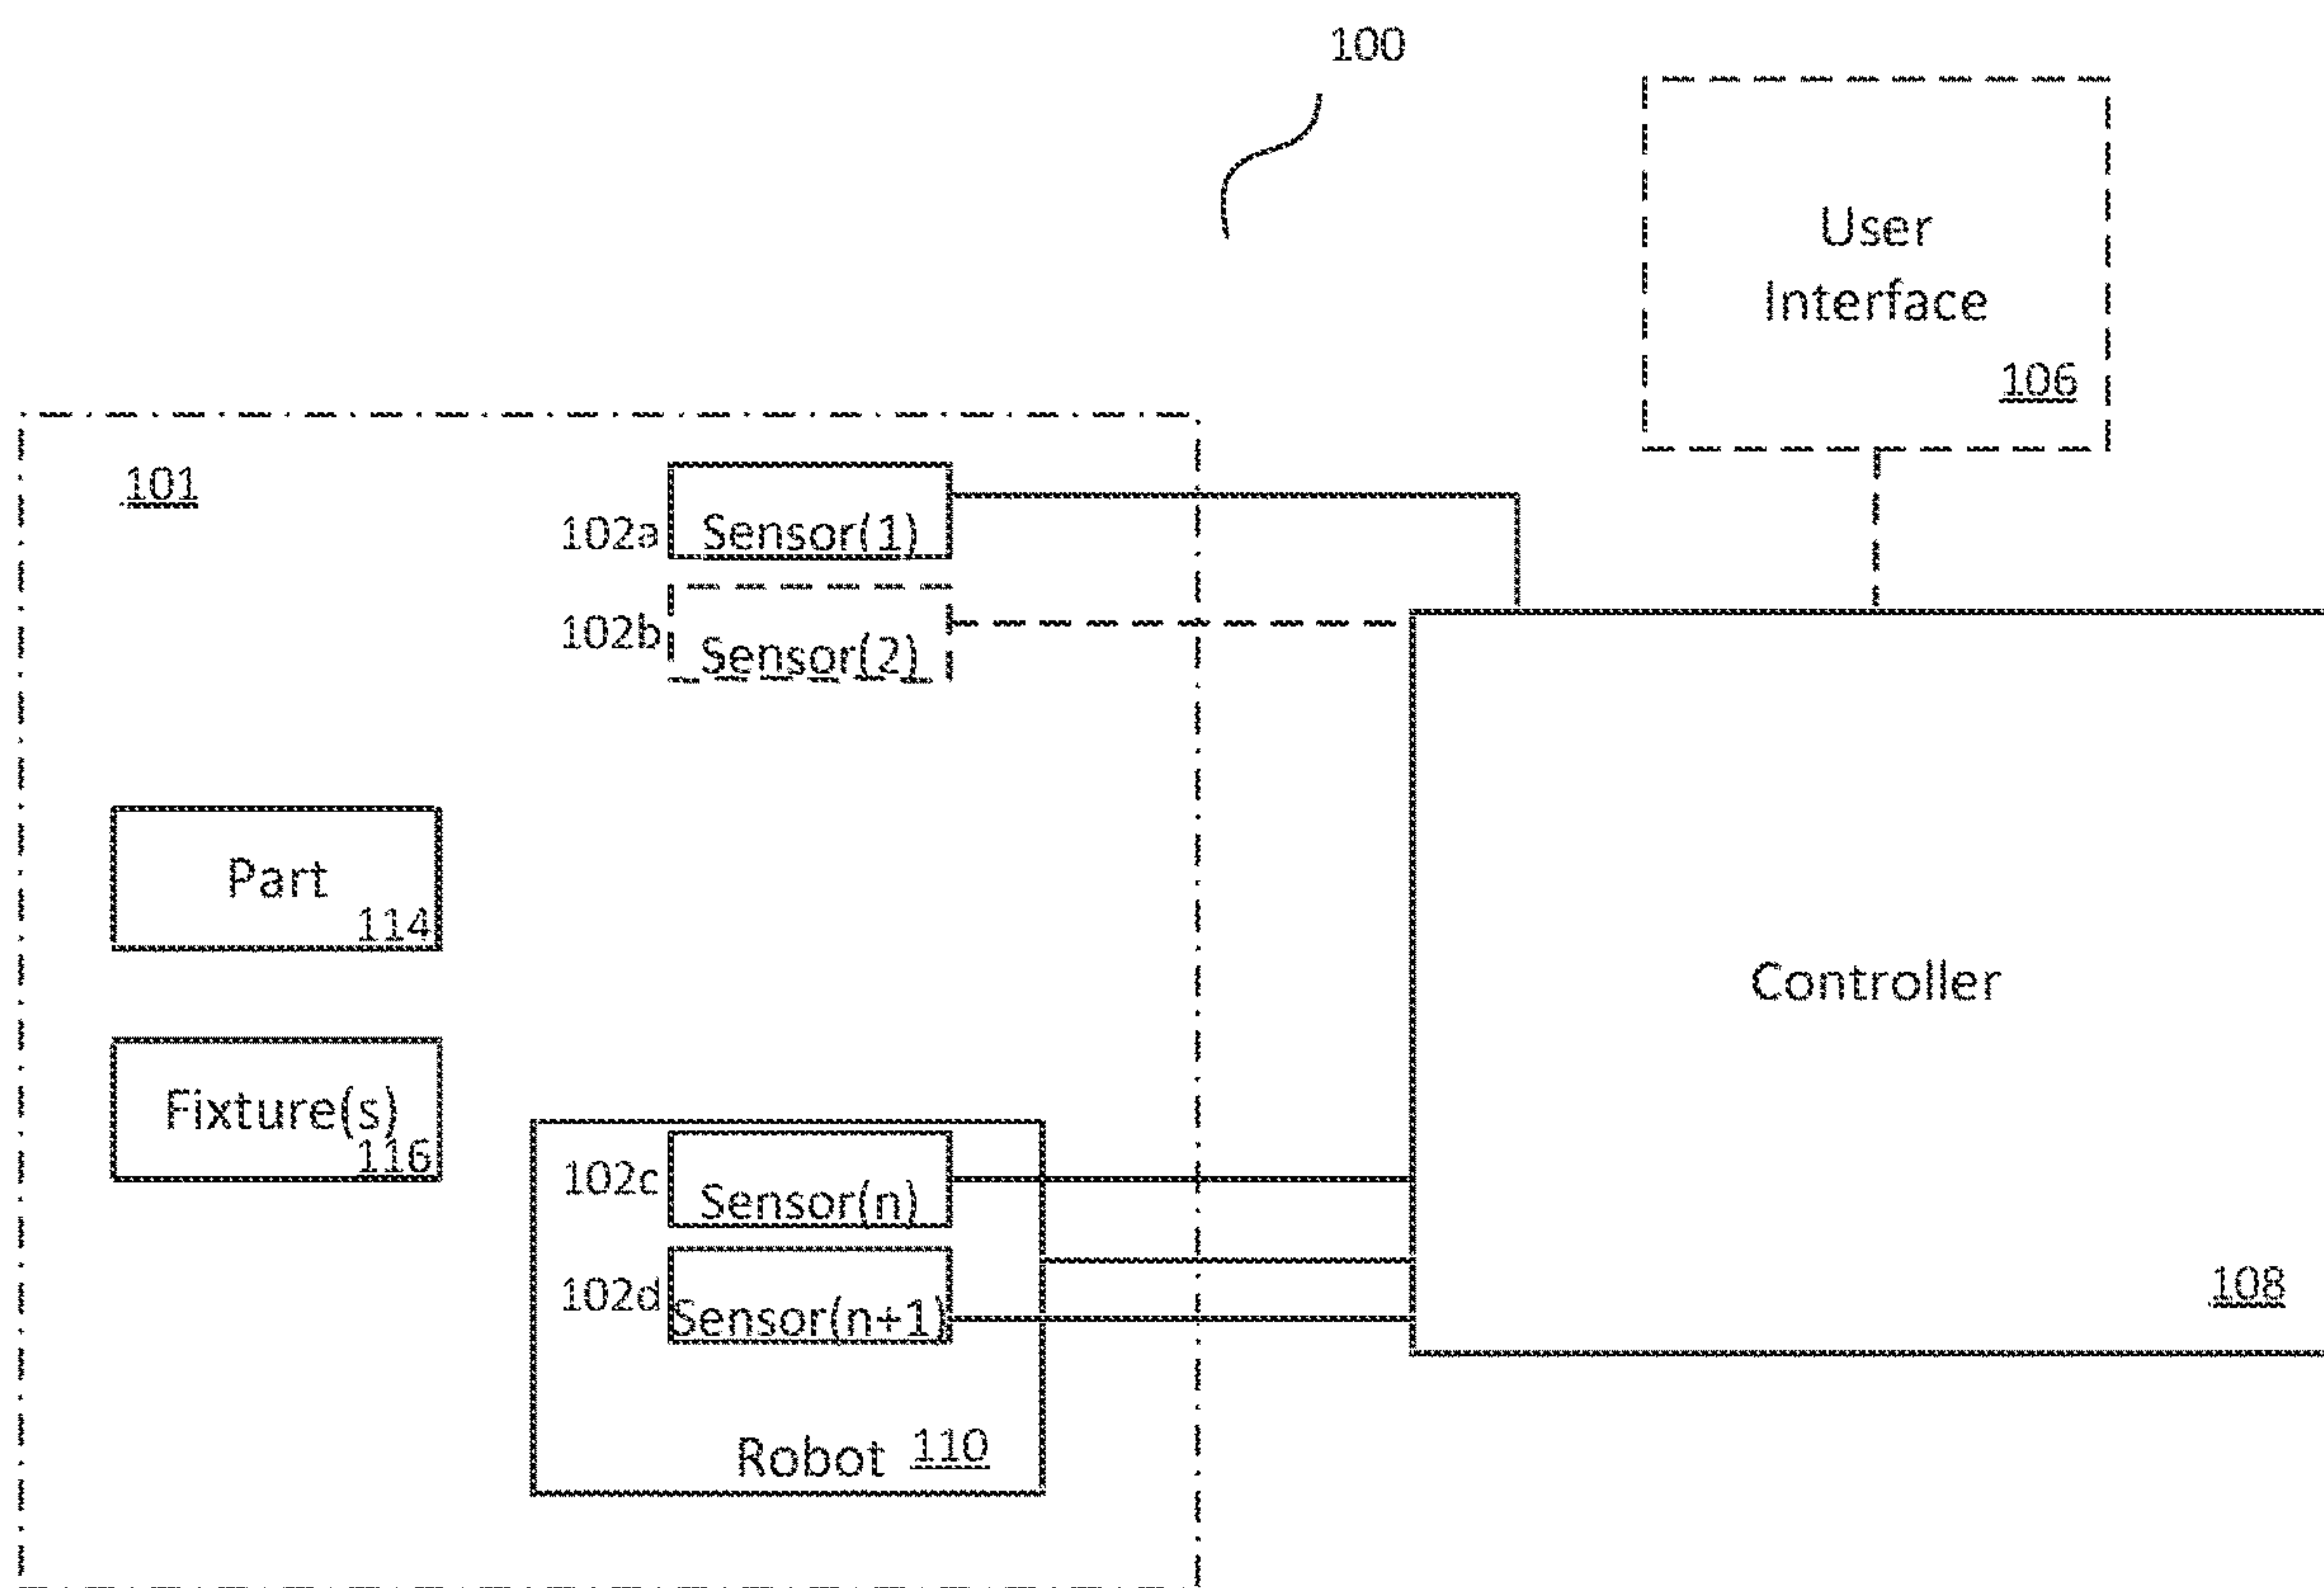 100
User
Interface
106
101
102a
Sensor(1)
102b
Sensor(2)
Part
114
Controller
Fixture(s)
116
102c
Sensor(n)
102d
Sensor(n+1)
108
Robot 110